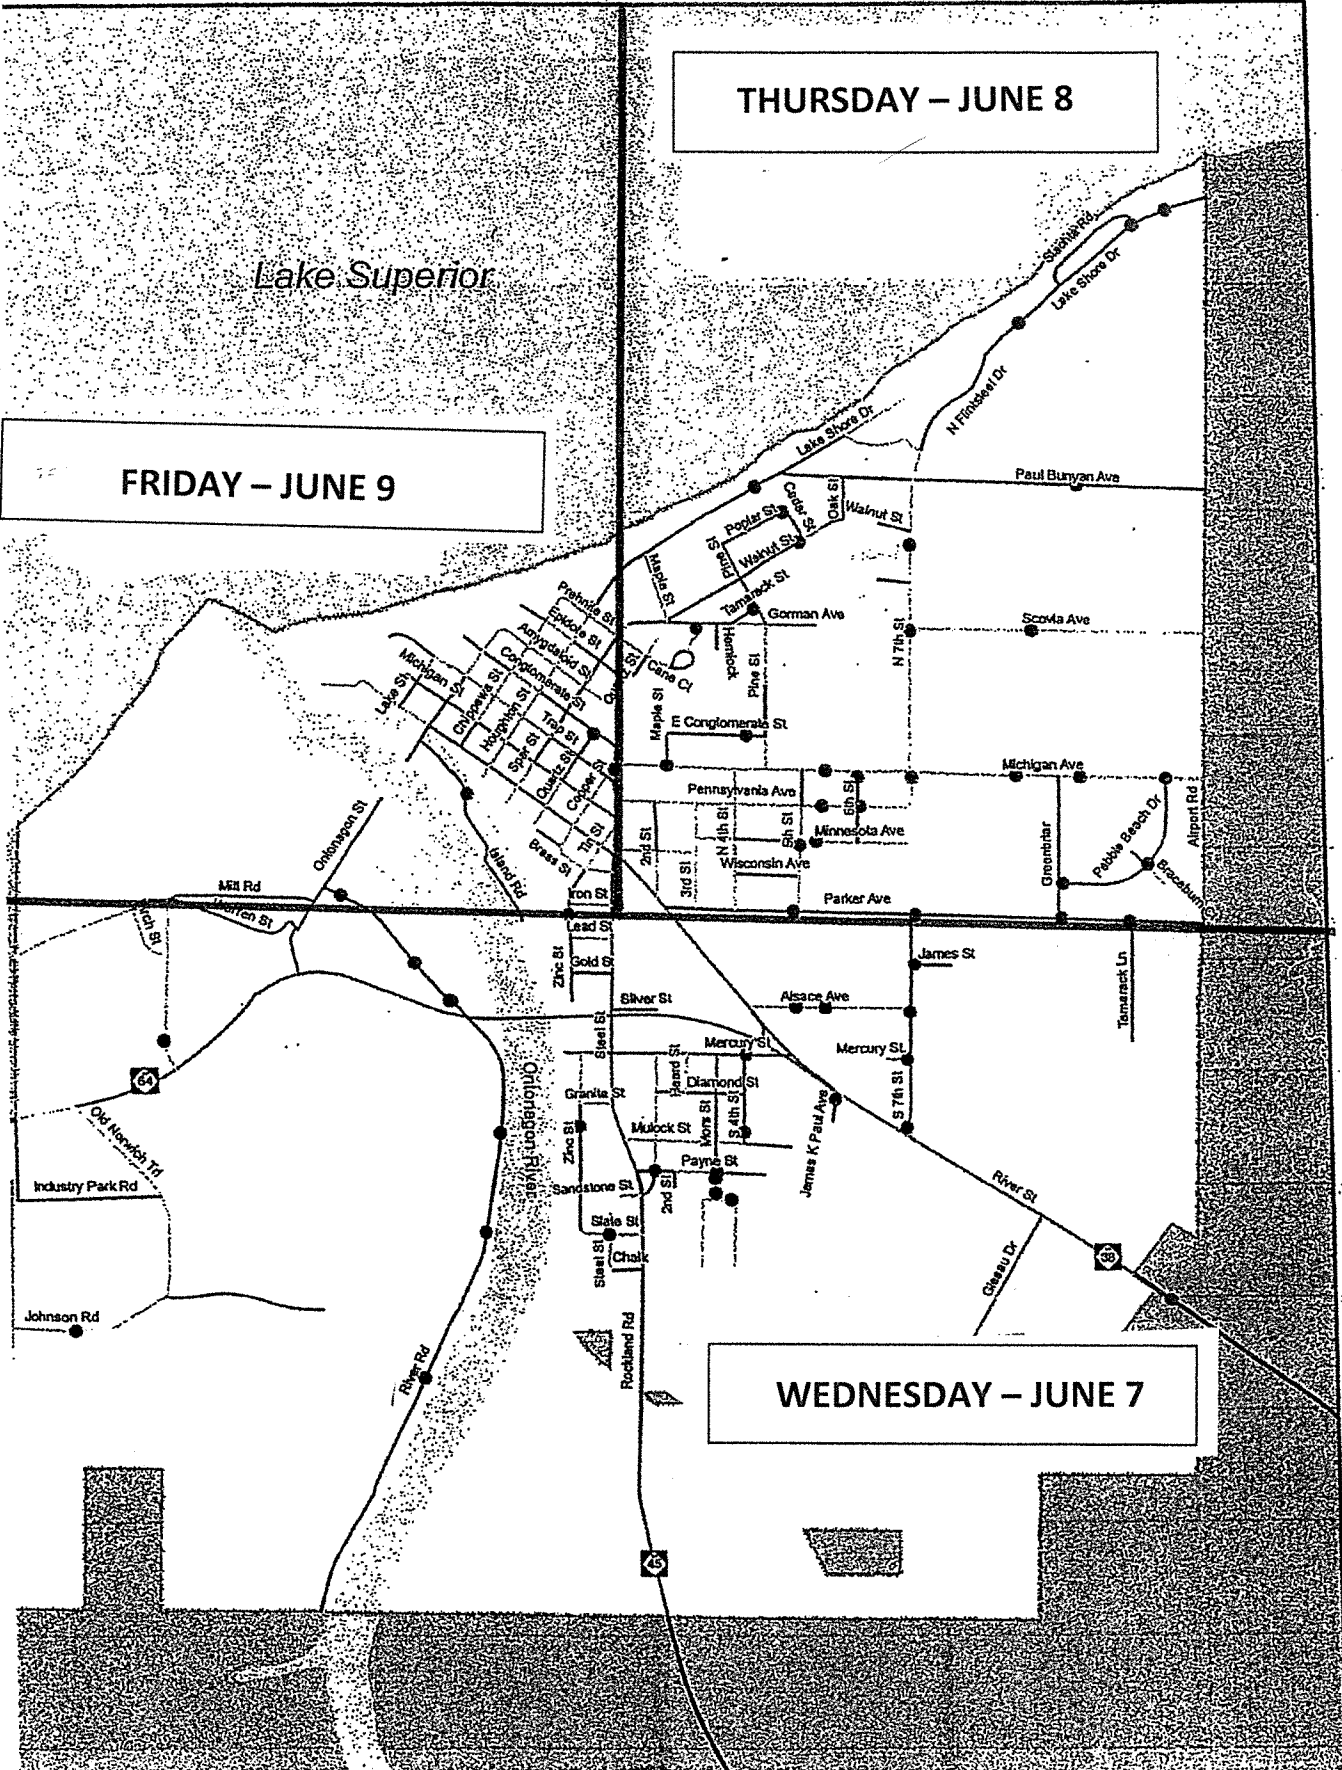 THURSDAY – JUNE 8
Lake Superior
Lake Shore Dr
N Flintsteel Dr
Lake Shore Dr
FRIDAY – JUNE 9
Paul Bunyan Ave
Cedar St
Oak St
Walnut St
Poplar St
Pine St
Walnut St
Maple St
Tamarack St
Gorman Ave
Scovia Ave
Prehnite St
Epidote St
Amygdaloid St
Conglomerate St
Hemlock
N 7th St
Cane Ct
Pine St
Michigan St
Lake St
Chippewa St
Houghton St
Maple St
E Conglomerate St
Trap St
Spar St
Quartz St
Copper St
Michigan Ave
Pennsylvania Ave
6th St
Airport Rd
Ontonagon St
Tin St
Brass St
2nd St
N 4th St
5th St
Minnesota Ave
Pebble Beach Dr
Greenbriar
Island Rd
3rd St
Wisconsin Ave
Braceburn
Mill Rd
Iron St
Parker Ave
Lead St
Zinc St
Gold St
James St
Tamarack Ln
Silver St
Alsace Ave
Steel St
Mercury St
Mercury St
64
Heard St
Diamond St
Granite St
S 7th St
Ontonagon River
Mors St
S 4th St
James K Paul Ave
Old Norwich Td
Zinc St
Mulock St
Payne St
Industry Park Rd
Sandstone St
2nd St
River St
Slate St
Steel St
Chalk
Giesau Dr
38
Johnson Rd
Rockland Rd
River Rd
WEDNESDAY – JUNE 7
45